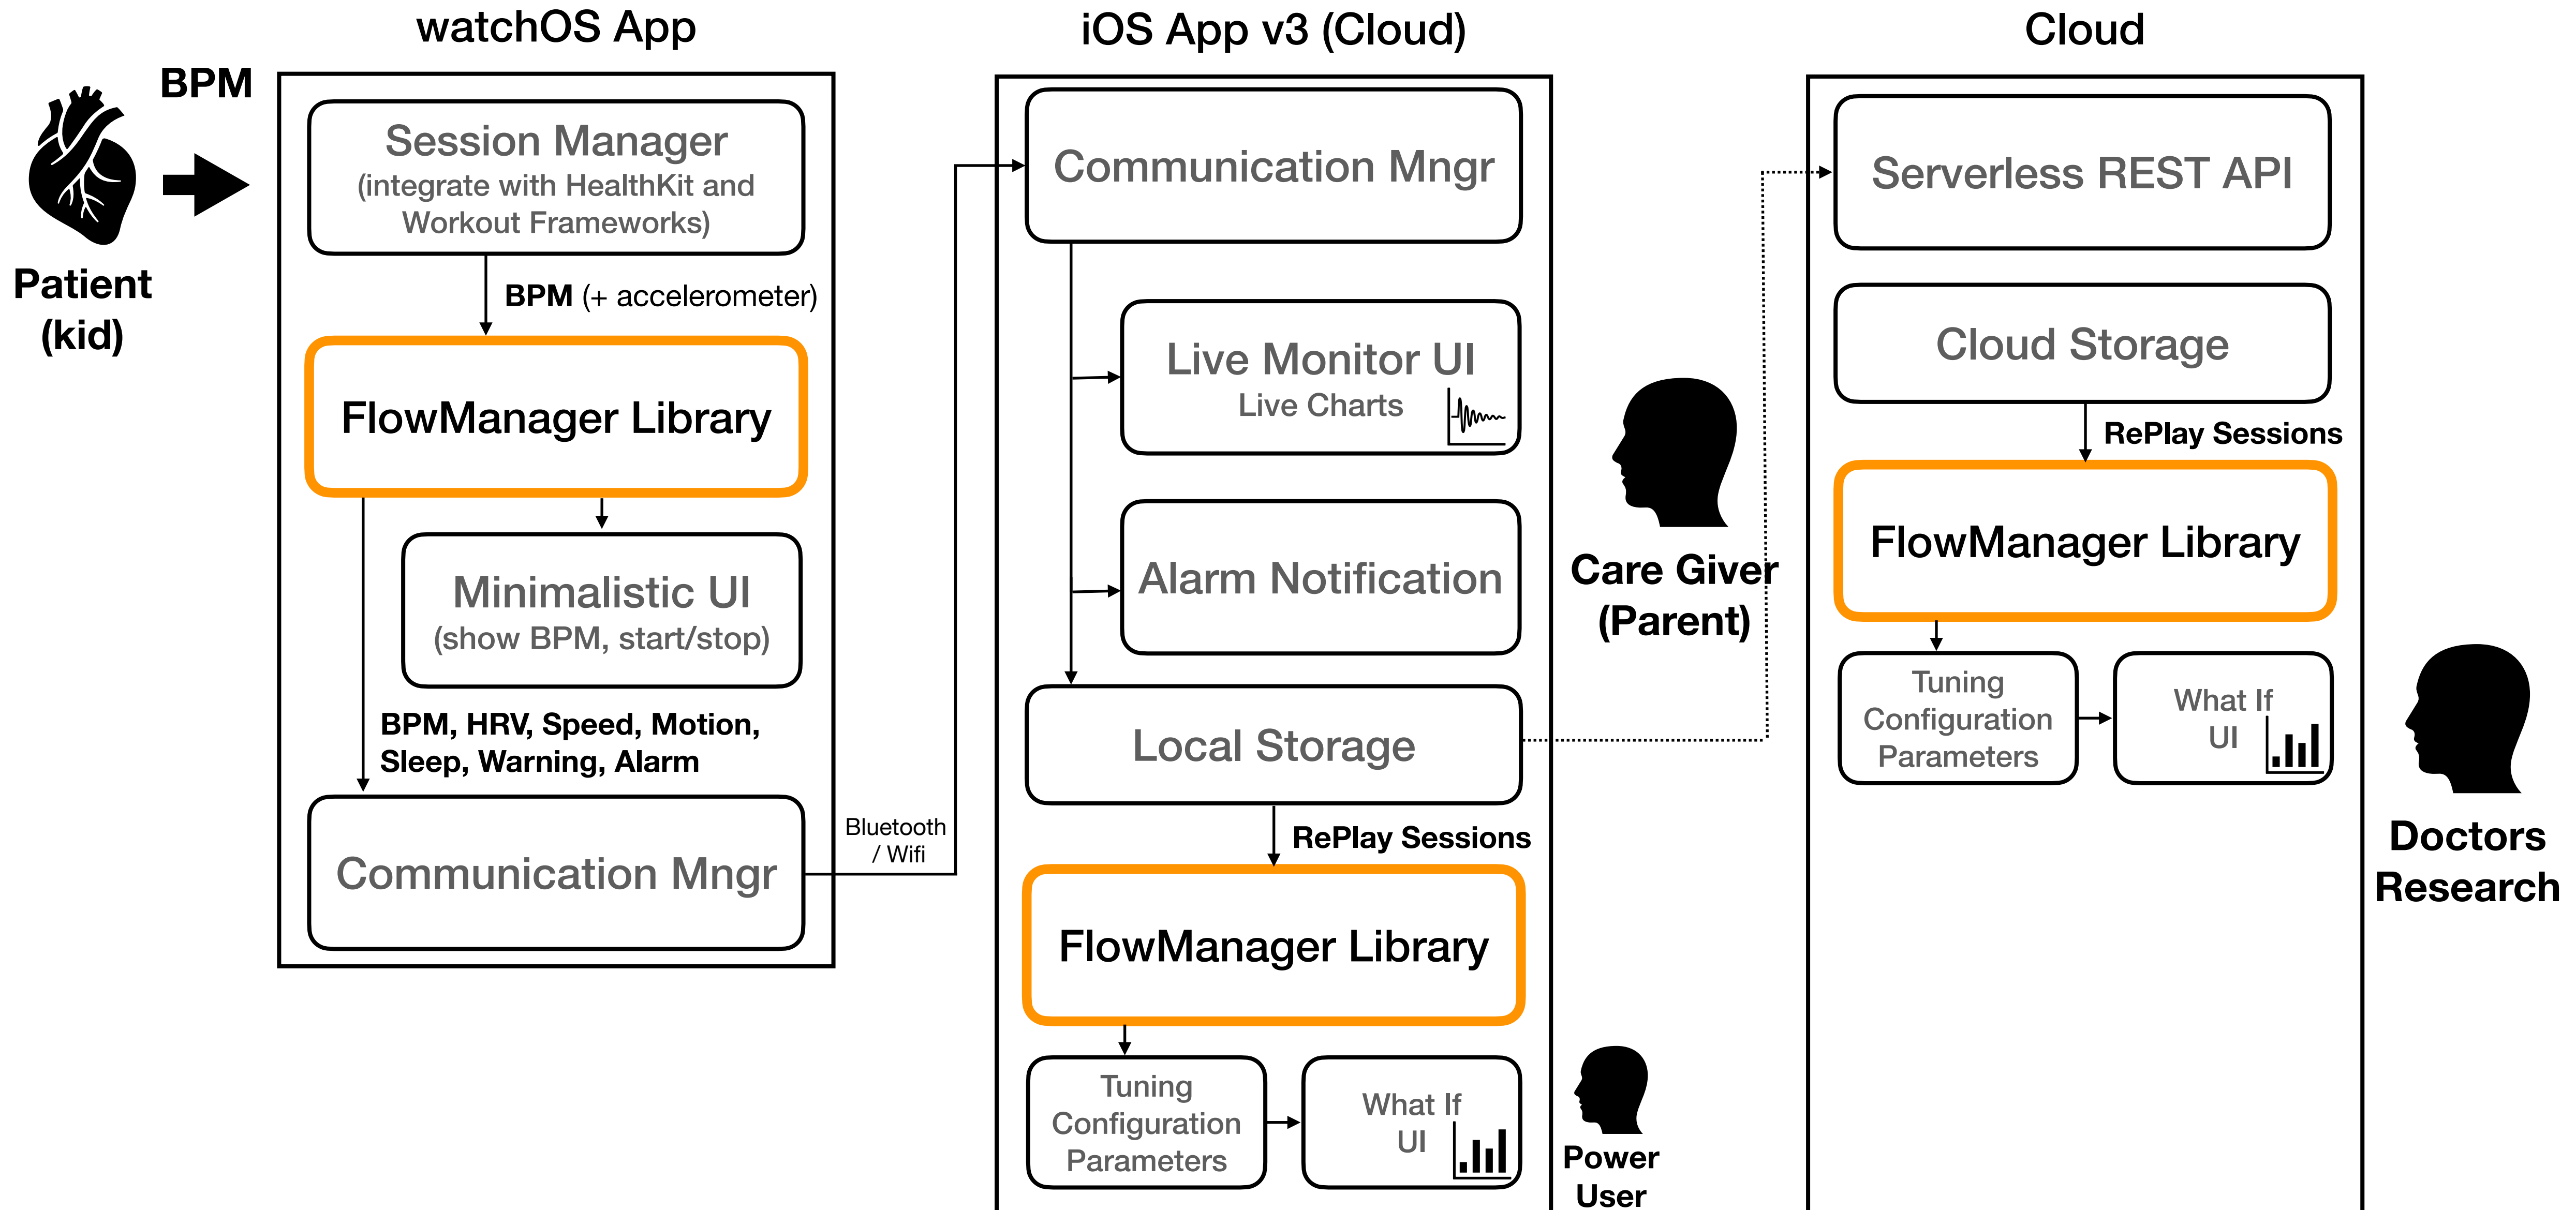 watchOS App
BPM
Patient
(kid)
Session Manager
(integrate with HealthKit and
Workout Frameworks)
BPM (+ accelerometer)
FlowManager Library
Minimalistic UI
(show BPM, start/stop)
BPM, HRV, Speed, Motion,
Sleep, Warning, Alarm
Communication Mngr
Bluetooth
/ Wifi
iOS App v3 (Cloud)
Communication Mngr
Live Monitor UI
Live Charts
Alarm Notification
Local Storage
RePlay Sessions
FlowManager Library
Tuning
Configuration
Parameters
What If
UI
Care Giver
(Parent)
Power
User
Cloud
Serverless REST API
Cloud Storage
RePlay Sessions
FlowManager Library
Tuning
Configuration
Parameters
What If
UI
Doctors
Research